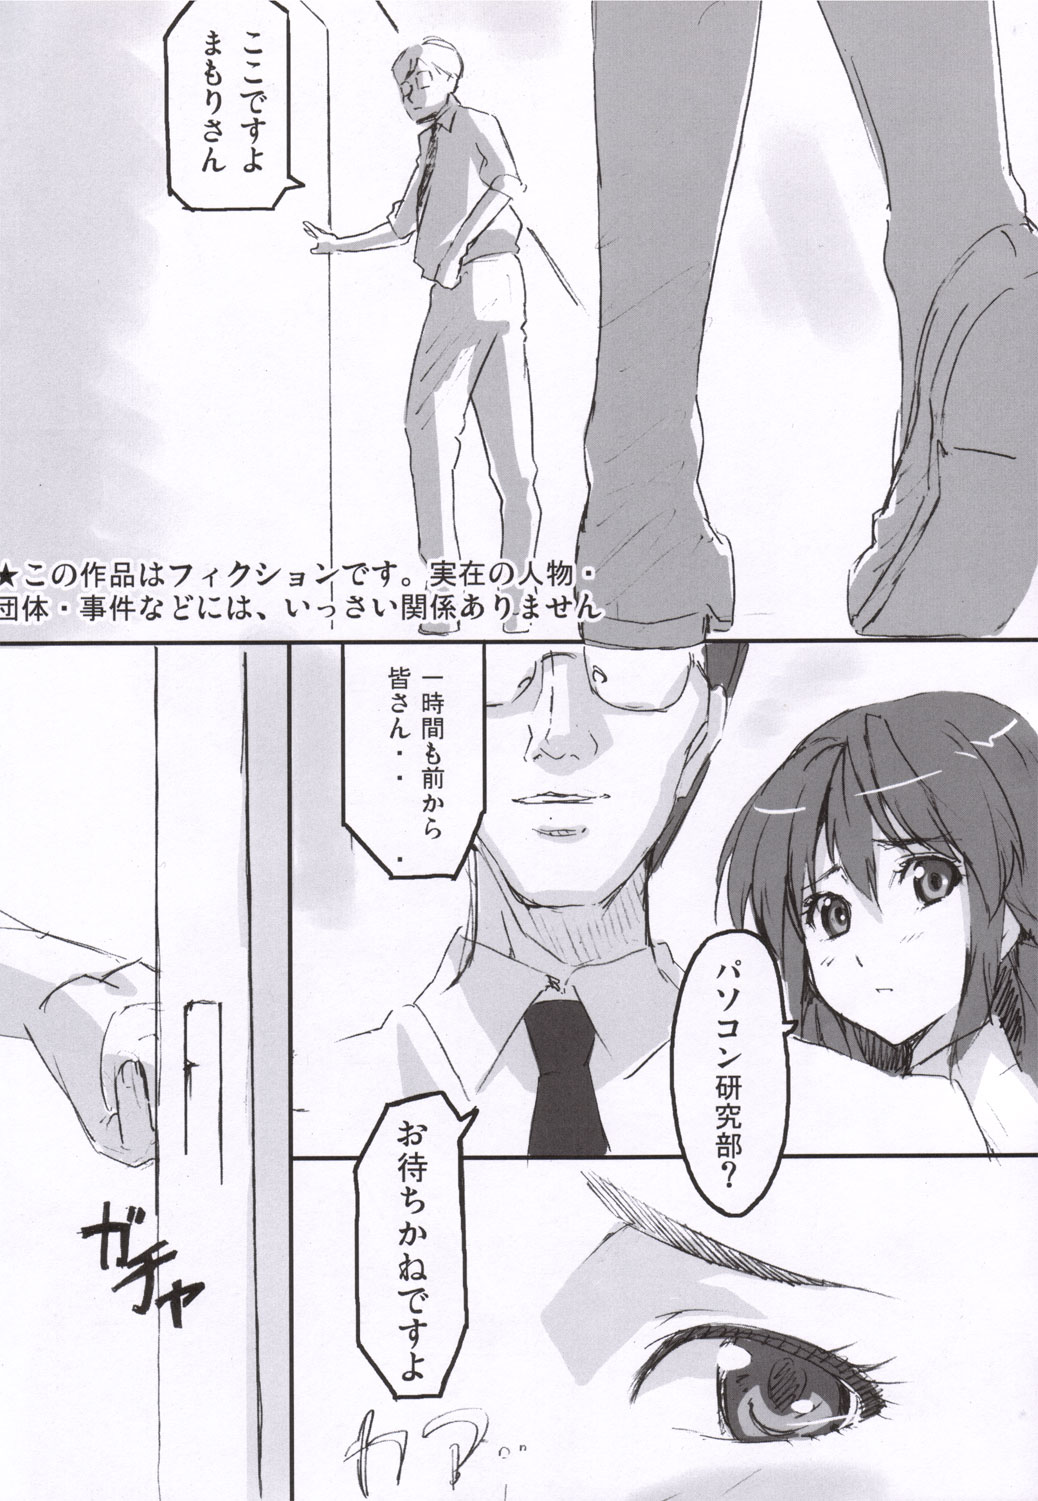 ここですよ
まもりさん
★この作品はフィクションです。実在の人物・
団体・事件などには、いっさい関係ありません
パソコン研究部？
一時間も前から
皆さん・・・
お待ちかねですよ
ガチャ
カア・・・